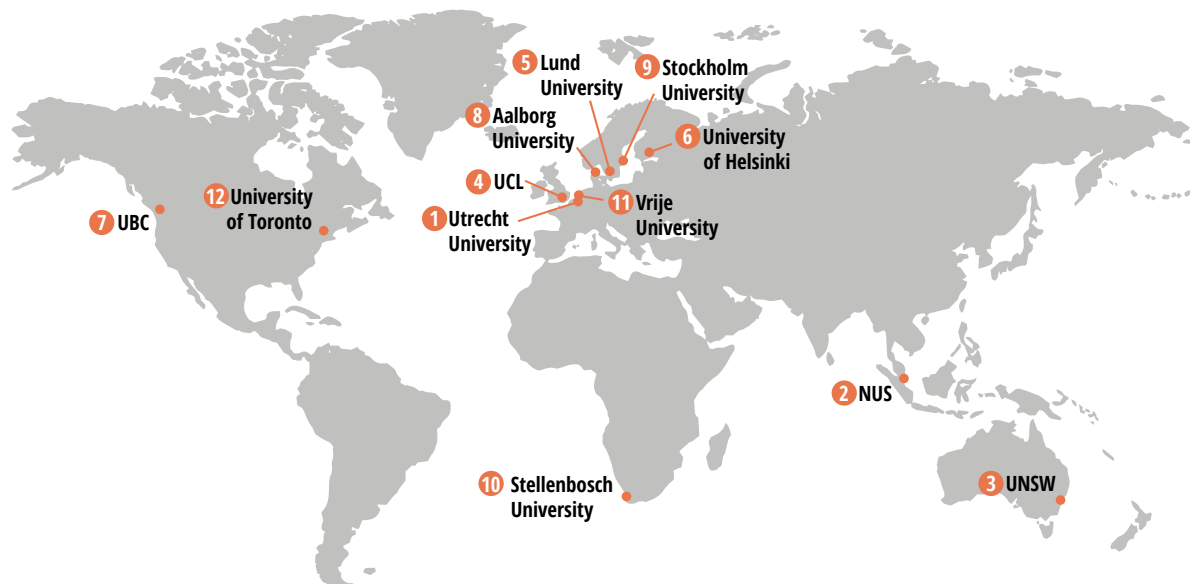 5 Lund
University
9 Stockholm
University
8 Aalborg
University
6 University
of Helsinki
4 UCL
12 University
of Toronto
7 UBC
1 Utrecht
University
11 Vrije
University
2 NUS
10 Stellenbosch
University
3 UNSW